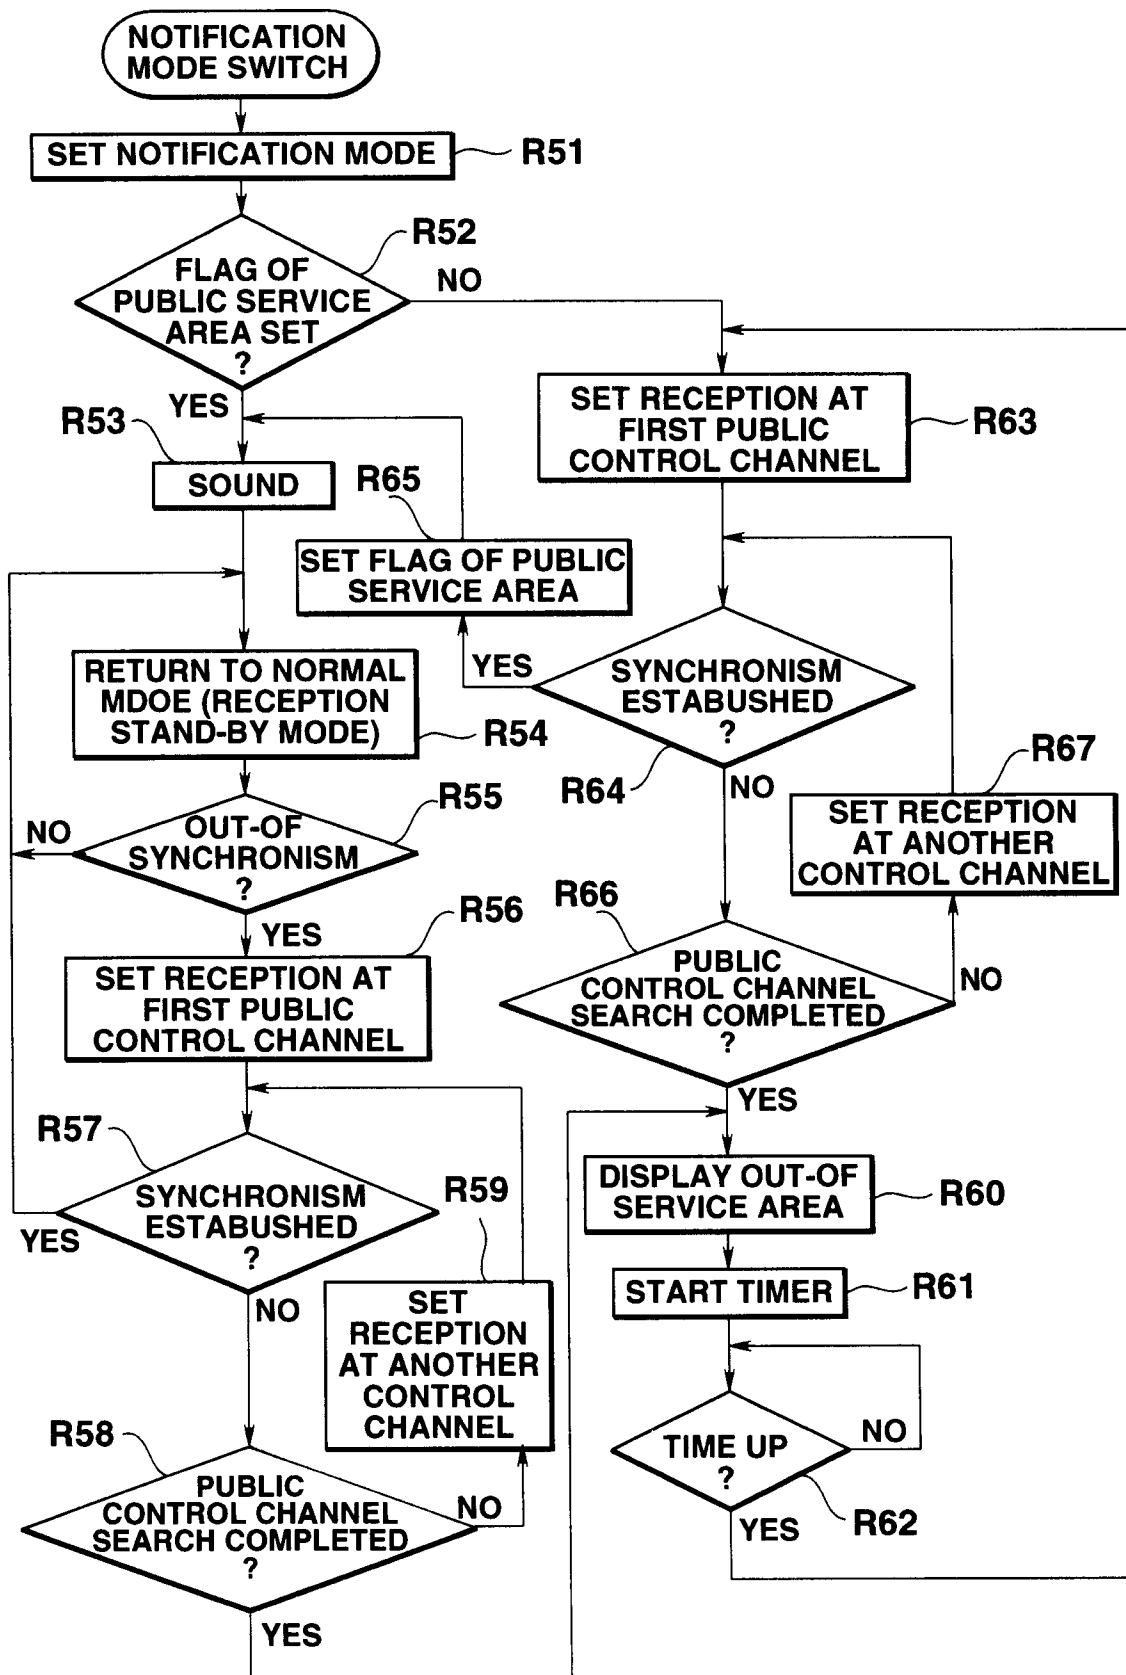 NOTIFICATION
MODE SWITCH
SET NOTIFICATION MODE
R51
R52
FLAG OF
PUBLIC SERVICE
AREA SET
?
NO
YES
R53
SOUND
R65
SET FLAG OF PUBLIC
SERVICE AREA
SET RECEPTION AT
FIRST PUBLIC
CONTROL CHANNEL
R63
RETURN TO NORMAL
MDOE (RECEPTION
STAND-BY MODE)
R54
YES
SYNCHRONISM
ESTABUSHED
?
R64
NO
R67
SET RECEPTION
AT ANOTHER
CONTROL CHANNEL
R55
NO
OUT-OF
SYNCHRONISM
?
YES
R56
SET RECEPTION AT
FIRST PUBLIC
CONTROL CHANNEL
R66
PUBLIC
CONTROL CHANNEL
SEARCH COMPLETED
?
NO
YES
R57
SYNCHRONISM
ESTABUSHED
?
YES
NO
R59
SET
RECEPTION
AT ANOTHER
CONTROL
CHANNEL
DISPLAY OUT-OF
SERVICE AREA
R60
START TIMER
R61
R58
PUBLIC
CONTROL CHANNEL
SEARCH COMPLETED
?
NO
YES
TIME UP
?
NO
R62
YES